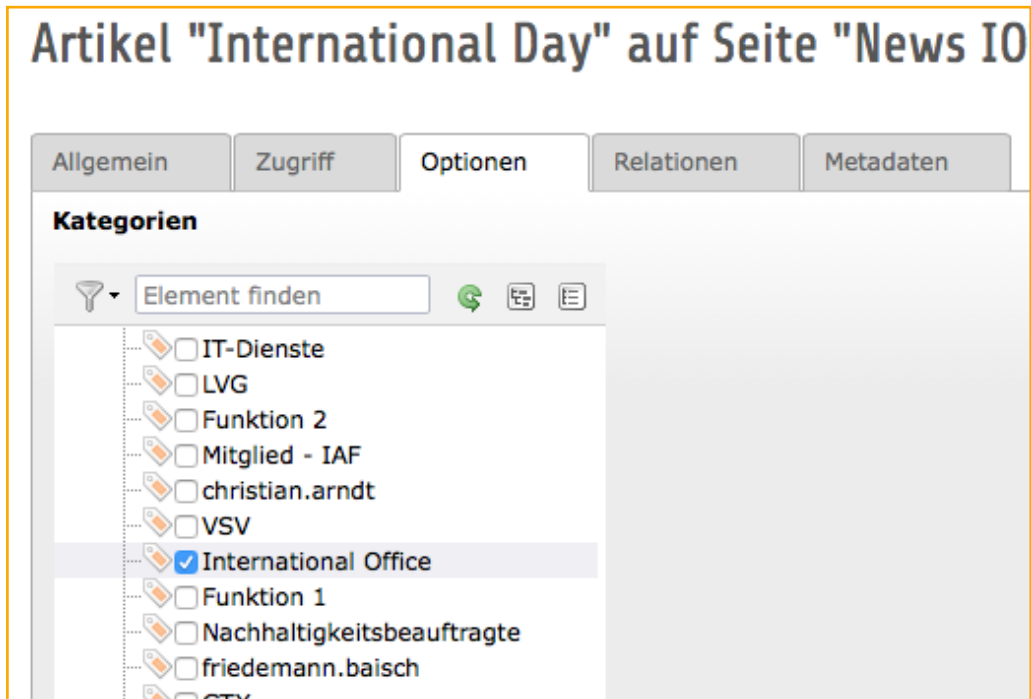 Artikel "International Day" auf Seite "News IO
Allgemein Zugriff Optionen Relationen Metadaten
Kategorien
Element finden
IT-Dienste
LVG
Funktion 2
Mitglied - IAF
christian.arndt
VSV
International Office
Funktion 1
Nachhaltigkeitsbeauftragte
friedemann.baisch